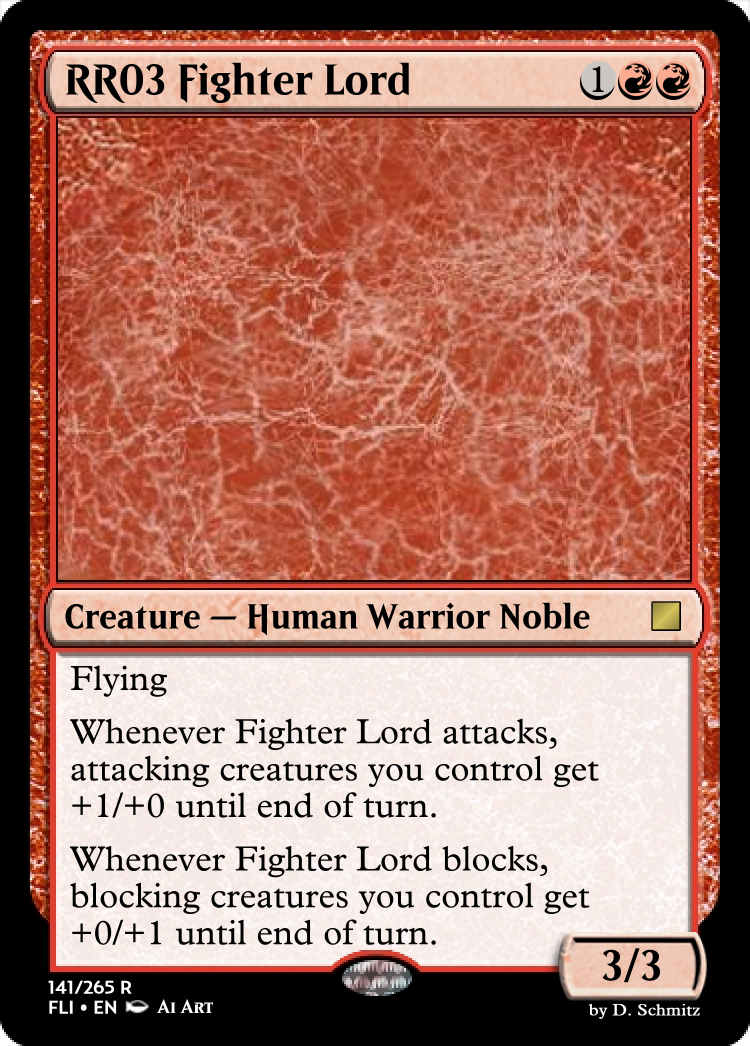 RR03 Fighter Lord 1
Creature — Human Warrior Noble
Flying
Whenever Fighter Lord attacks,
attacking creatures you control get
+1/+0 until end of turn.
Whenever Fighter Lord blocks,
blocking creatures you control get
+0/+1 until end of turn.
3/3
141/265 R
FLI • EN AI ART
by D. Schmitz